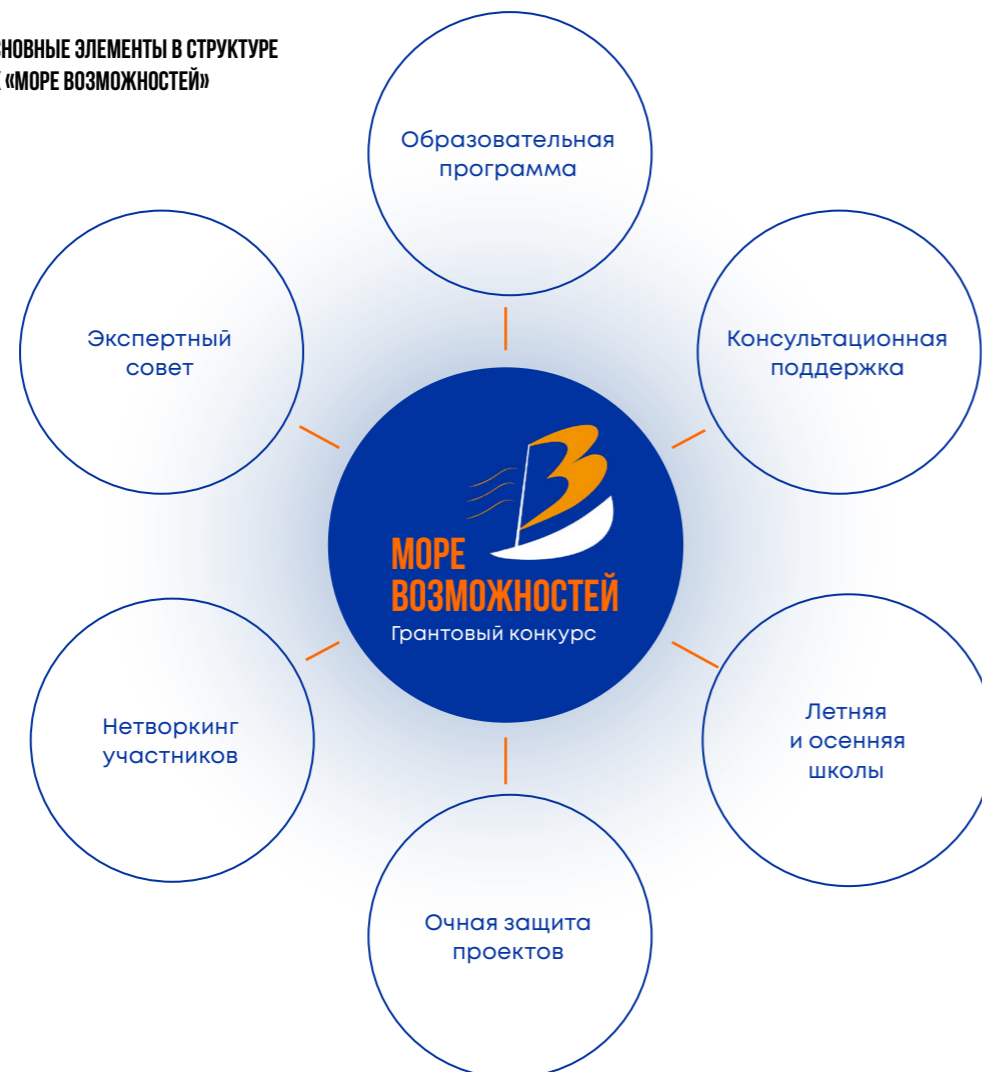 СНОВНЫЕ ЭЛЕМЕНТЫ В СТРУКТУРЕ
«МОРЕ ВОЗМОЖНОСТЕЙ»
Образовательная
программа
Экспертный
совет
Консультационная
поддержка
МОРЕ
ВОЗМОЖНОСТЕЙ
Грантовый конкурс
Нетворкинг
участников
Летняя
и осенняя
школы
Очная защита
проектов